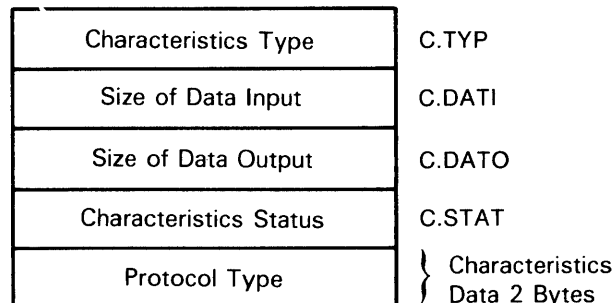 Characteristics Type C.TYP
Size of Data Input C.DATI
Size of Data Output C.DATO
Characteristics Status C.STAT
Protocol Type } Characteristics
Data 2 Bytes